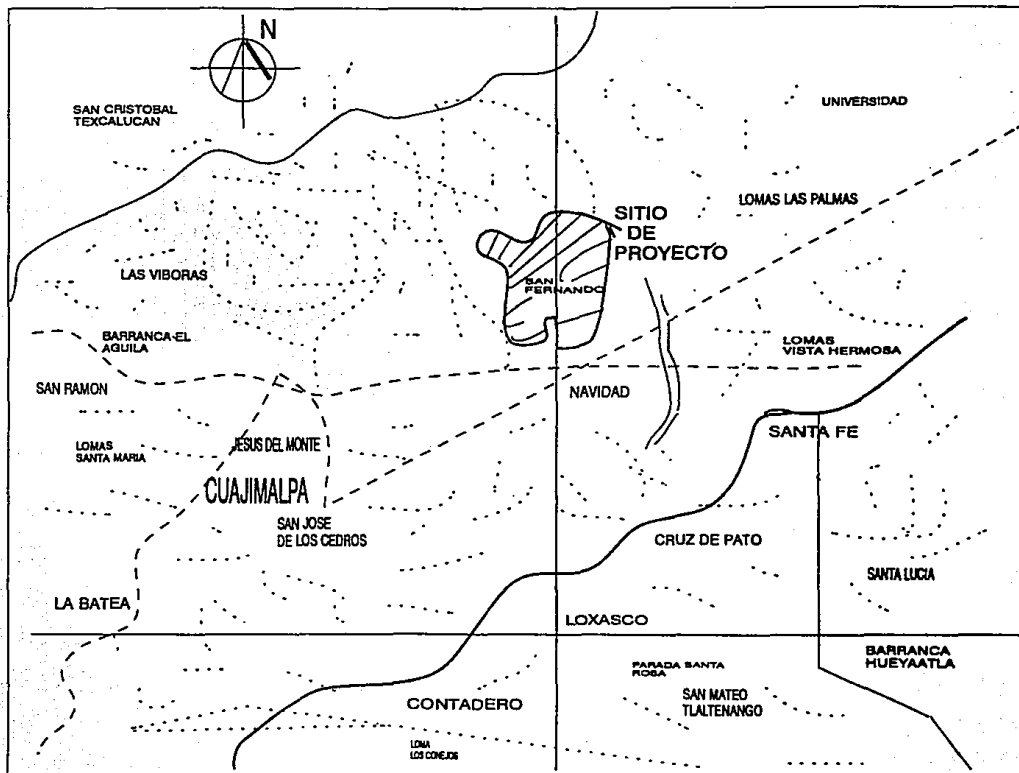 N
SAN CRISTOBAL
TEXCALUCAN
UNIVERSIDAD
LOMAS LAS PALMAS
SITIO
DE
PROYECTO
LAS VIBORAS
SAN
FERNANDO
BARRANCA-EL
AGUILA
LOMAS
VISTA HERMOSA
SAN RAMON
NAVIDAD
SANTA FE
LOMAS
SANTA MARIA
JESUS DEL MONTE
CUAJIMALPA
SAN JOSE
DE LOS CEDROS
CRUZ DE PATO
SANTA LUCIA
LA BATEA
LOXASCO
BARRANCA
HUEYAATLA
PARADA SANTA
ROSA
CONTADERO
SAN MATEO
TLALTENANGO
LOMA
LOS CONEJOS